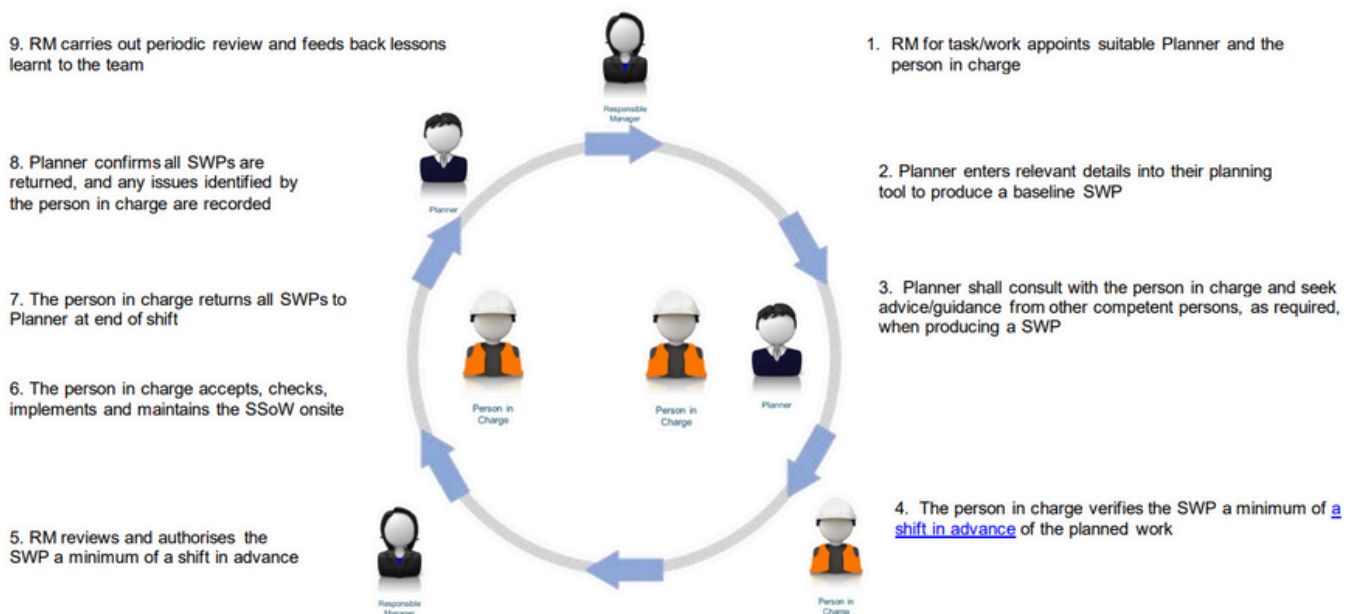 9. RM carries out periodic review and feeds back lessons
learnt to the team
Responsible
Manager
1. RM for task/work appoints suitable Planner and the
person in charge
8. Planner confirms all SWPs are
returned, and any issues identified by
the person in charge are recorded
Planner
2. Planner enters relevant details into their planning
tool to produce a baseline SWP
7. The person in charge returns all SWPs to
Planner at end of shift
3. Planner shall consult with the person in charge and seek
advice/guidance from other competent persons, as required,
when producing a SWP
6. The person in charge accepts, checks,
implements and maintains the SSoW onsite
Person in
Charge
Person in
Charge
Planner
5. RM reviews and authorises the
SWP a minimum of a shift in advance
Responsible
Manager
4. The person in charge verifies the SWP a minimum of a
shift in advance of the planned work
Person in
Charge